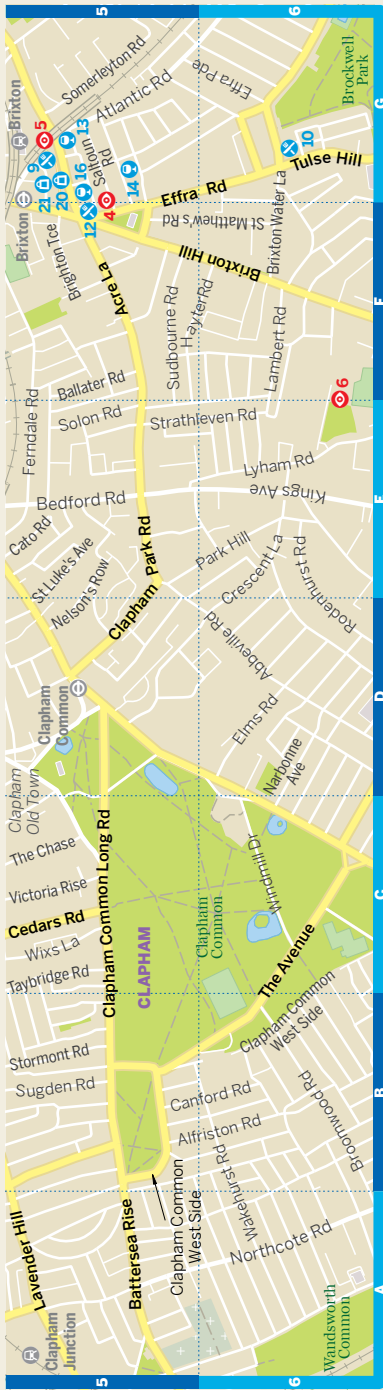 5
6
A
B
C
D
E
F
G
5
6
Lavender Hill
Clapham
Junction
Battersea Rise
Clapham Common
West Side
Northcote Rd
Wandsworth
Common
Wakehurst Rd
Broomwood Rd
Alfriston Rd
Canford Rd
Sugden Rd
Stormont Rd
Clapham Common
West Side
The Avenue
Taybridge Rd
Wixs La
Cedars Rd
Victoria Rise
The Chase
Clapham
Old Town
Clapham Common Long Rd
CLAPHAM
Clapham
Common
Windmill Dr
Narbonne
Ave
Elms Rd
Abbeville Rd
Clapham
Common
Clapham Park Rd
Nelson's Row
St Luke's Ave
Cato Rd
Bedford Rd
Park Hill
Crescent La
Rodenhurst Rd
Kings Ave
Lyham Rd
Ferndale Rd
Solon Rd
Ballater Rd
Strathleven Rd
Sudbourne Rd
Hayter Rd
Lambert Rd
6
Acre La
Brighton Tce
Brixton Hill
St Matthew's Rd
Brixton Water La
Effra Rd
Tulse Hill
10
Brixton
Brixton
5
9
13
21
20
16
Saltoun
Rd
12
4
14
Somerleyton Rd
Atlantic Rd
Effra Pde
Brockwell
Park
5
6